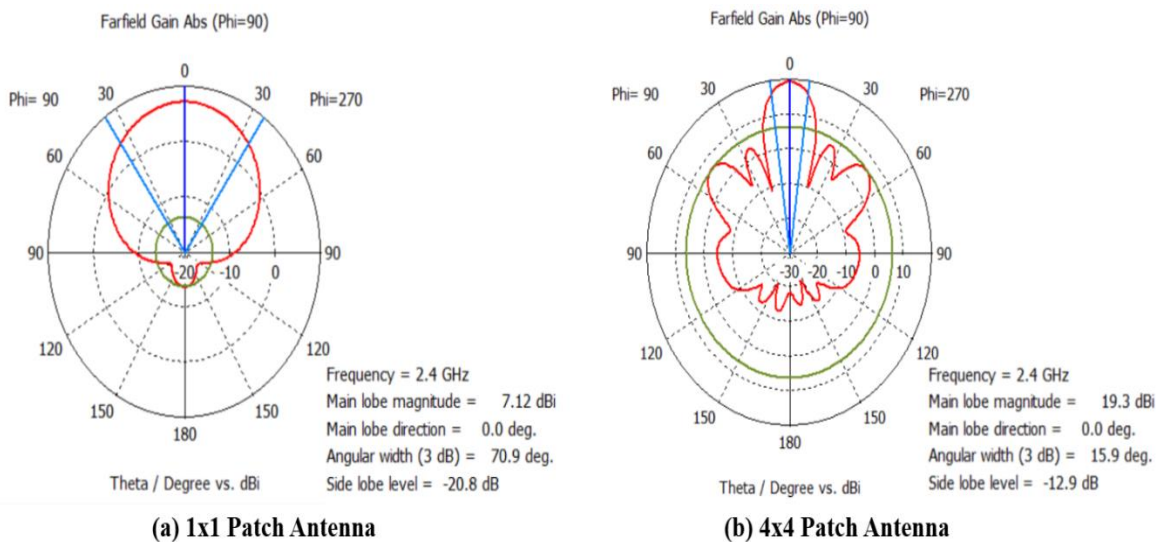 Farfield Gain Abs (Phi=90)
0
30
30
Phi= 90
Phi=270
60
60
90
-20
-10
0
90
120
120
150
150
180
Frequency = 2.4 GHz
Main lobe magnitude = 7.12 dBi
Main lobe direction = 0.0 deg.
Angular width (3 dB) = 70.9 deg.
Side lobe level = -20.8 dB
Theta / Degree vs. dBi
(a) 1x1 Patch Antenna
Farfield Gain Abs (Phi=90)
0
30
30
Phi= 90
Phi=270
60
60
90
-30
-20
-10
0
10
90
120
120
150
150
180
Frequency = 2.4 GHz
Main lobe magnitude = 19.3 dBi
Main lobe direction = 0.0 deg.
Angular width (3 dB) = 15.9 deg.
Side lobe level = -12.9 dB
Theta / Degree vs. dBi
(b) 4x4 Patch Antenna